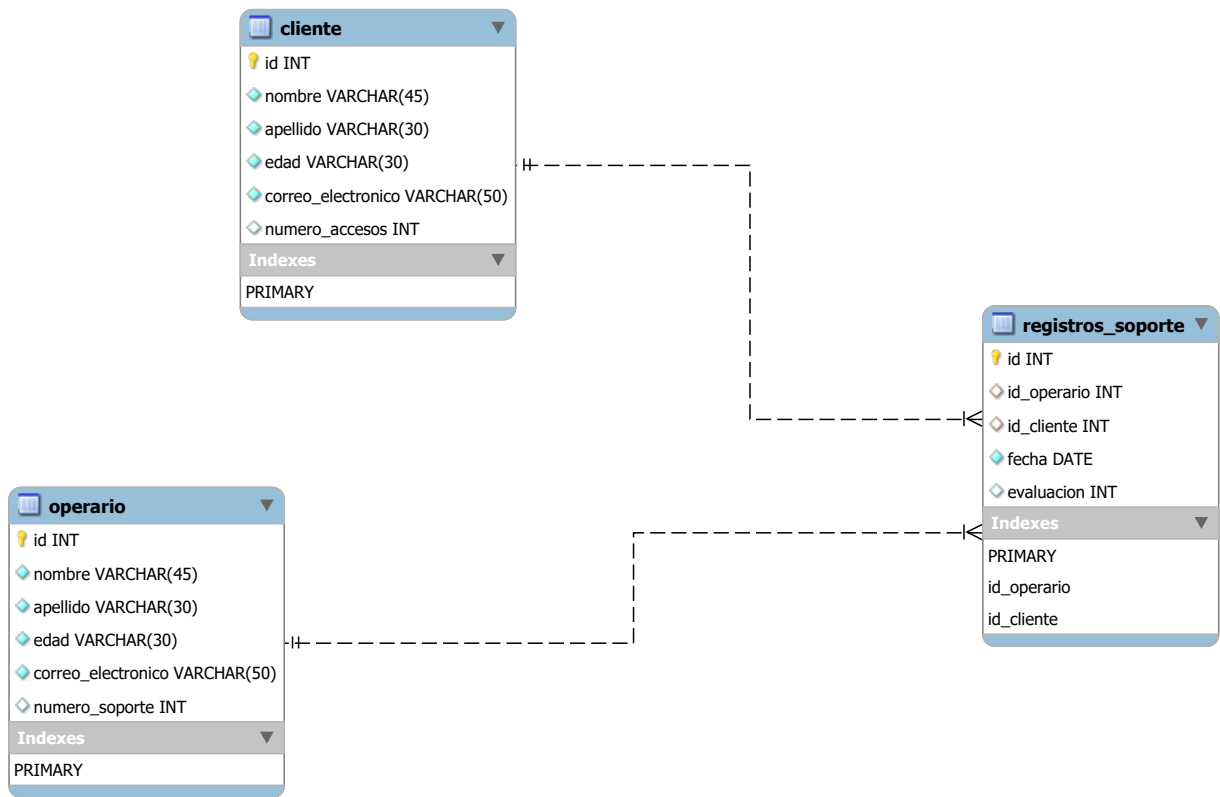 cliente
id INT
nombre VARCHAR(45)
apellido VARCHAR(30)
edad VARCHAR(30)
correo_electronico VARCHAR(50)
numero_accesos INT
Indexes
PRIMARY
registros_soporte
id INT
id_operario INT
id_cliente INT
fecha DATE
evaluacion INT
Indexes
PRIMARY
id_operario
id_cliente
operario
id INT
nombre VARCHAR(45)
apellido VARCHAR(30)
edad VARCHAR(30)
correo_electronico VARCHAR(50)
numero_soporte INT
Indexes
PRIMARY